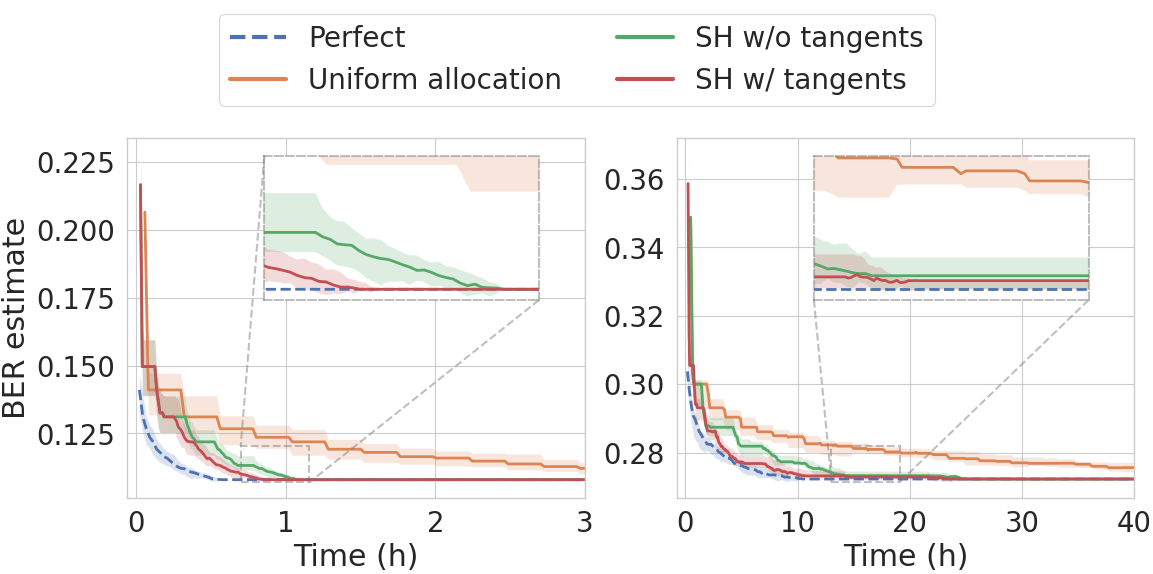 Perfect
Uniform allocation
SH w/o tangents
SH w/ tangents
BER estimate
0.225
0.200
0.175
0.150
0.125
0 1 2 3
Time (h)
0.36
0.34
0.32
0.30
0.28
0 10 20 30 40
Time (h)